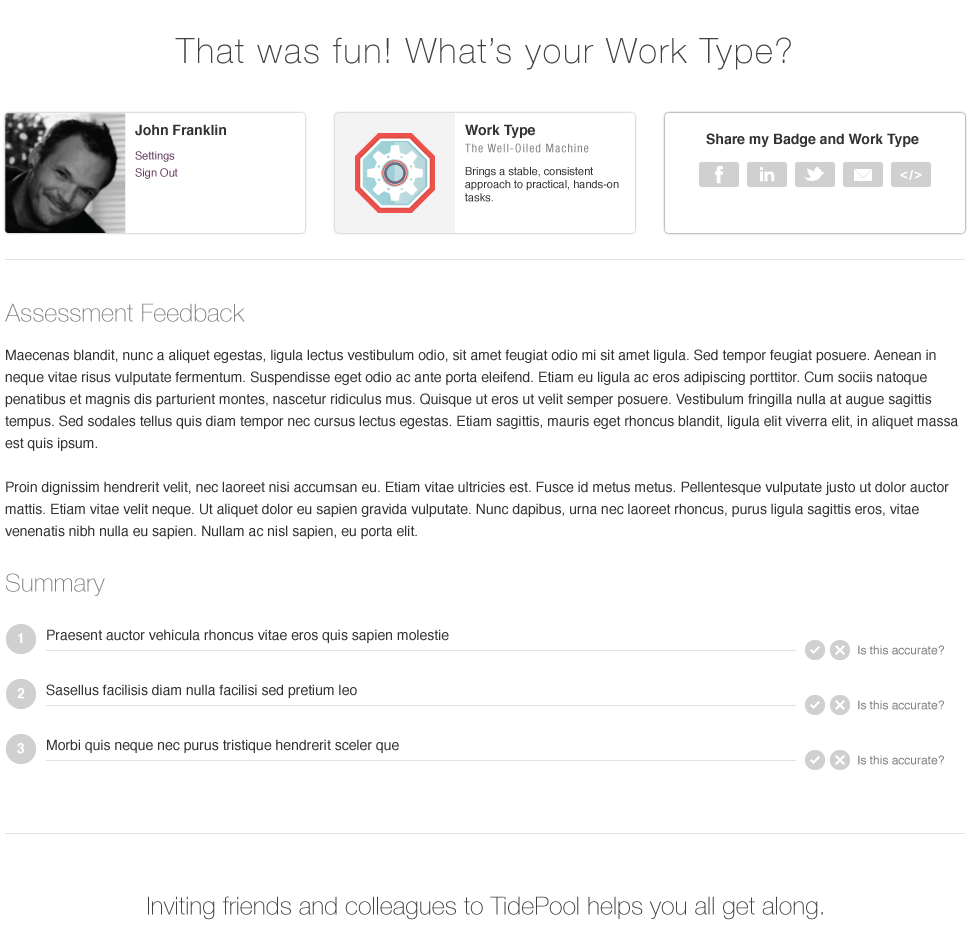 That was fun! What's your Work Type?
John Franklin
Settings
Sign Out
Work Type
The Well-Oiled Machine
Brings a stable, consistent
approach to practical, hands-on
tasks.
Share my Badge and Work Type
f
in
</>
Assessment Feedback
Maecenas blandit, nunc a aliquet egestas, ligula lectus vestibulum odio, sit amet feugiat odio mi sit amet ligula. Sed tempor feugiat posuere. Aenean in
neque vitae risus vulputate fermentum. Suspendisse eget odio ac ante porta eleifend. Etiam eu ligula ac eros adipiscing porttitor. Cum sociis natoque
penatibus et magnis dis parturient montes, nascetur ridiculus mus. Quisque ut eros ut velit semper posuere. Vestibulum fringilla nulla at augue sagittis
tempus. Sed sodales tellus quis diam tempor nec cursus lectus egestas. Etiam sagittis, mauris eget rhoncus blandit, ligula elit viverra elit, in aliquet massa
est quis ipsum.
Proin dignissim hendrerit velit, nec laoreet nisi accumsan eu. Etiam vitae ultricies est. Fusce id metus metus. Pellentesque vulputate justo ut dolor auctor
mattis. Etiam vitae velit neque. Ut aliquet dolor eu sapien gravida vulputate. Nunc dapibus, urna nec laoreet rhoncus, purus ligula sagittis eros, vitae
venenatis nibh nulla eu sapien. Nullam ac nisl sapien, eu porta elit.
Summary
1 Praesent auctor vehicula rhoncus vitae eros quis sapien molestie
Is this accurate?
2 Sasellus facilisis diam nulla facilisi sed pretium leo
Is this accurate?
3 Morbi quis neque nec purus tristique hendrerit sceler que
Is this accurate?
Inviting friends and colleagues to TidePool helps you all get along.